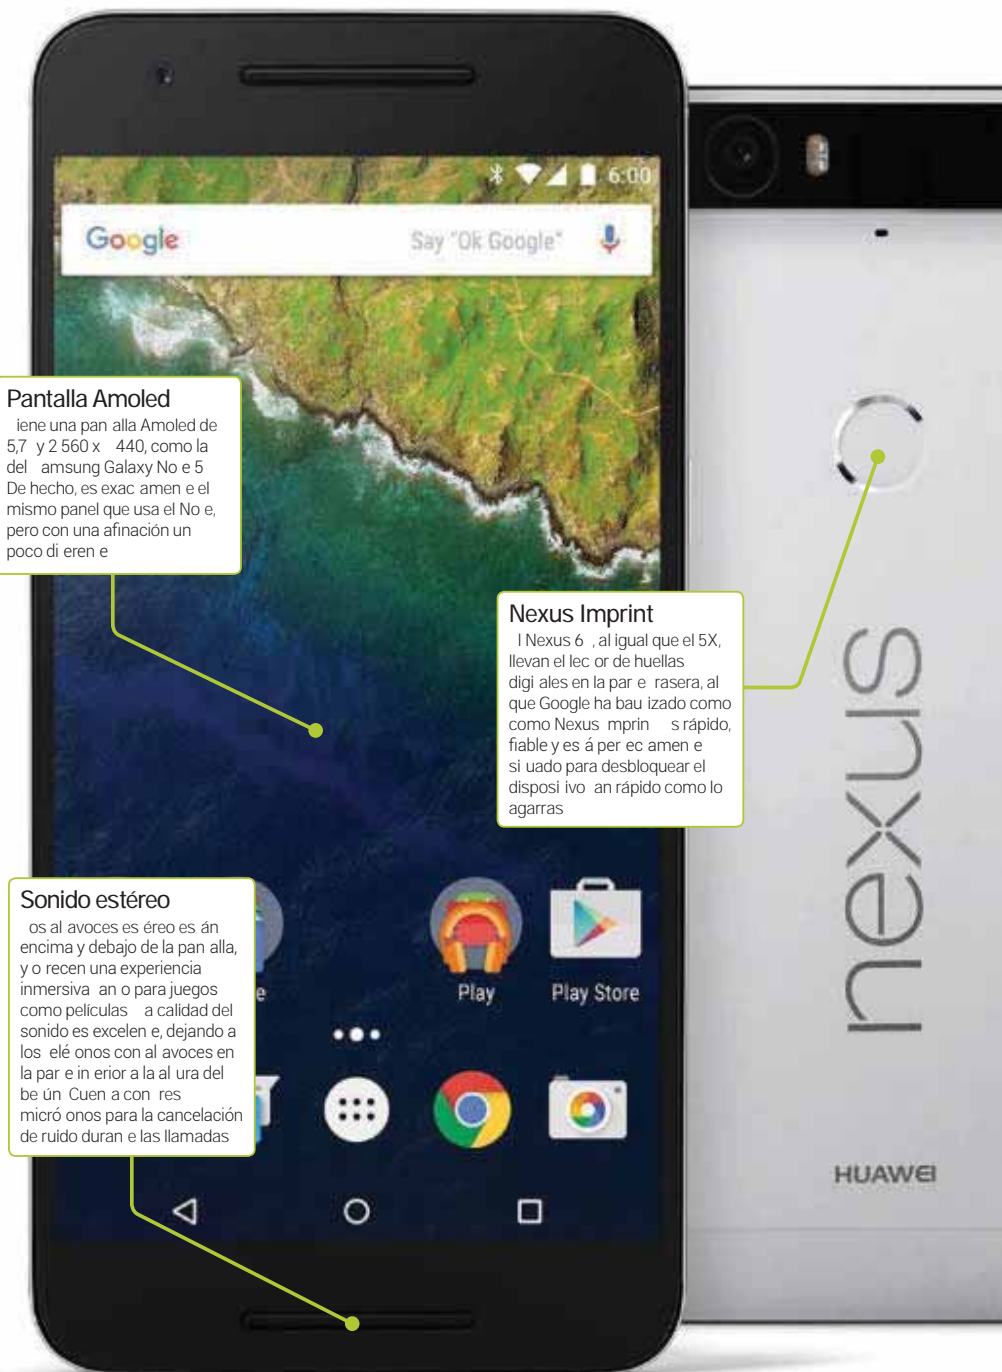 6:00
Google
Say "Ok Google"
Pantalla Amoled
iene una pan alla Amoled de
5,7 y 2 560 x 440, como la
del amsung Galaxy No e 5
De hecho, es exac amen e el
mismo panel que usa el No e,
pero con una afinación un
poco di eren e
Nexus Imprint
l Nexus 6 , al igual que el 5X,
llevan el lec or de huellas
digi ales en la par e rasera, al
que Google ha bau izado como
como Nexus mprin s rápido,
fiable y es á per ec amen e
si uado para desbloquear el
disposi ivo an rápido como lo
agarras
Sonido estéreo
os al avoces es éreo es án
encima y debajo de la pan alla,
y o recen una experiencia
inmersiva an o para juegos
como películas a calidad del
sonido es excelen e, dejando a
los elé onos con al avoces en
la par e in erior a la al ura del
be ún Cuen a con res
micró onos para la cancelación
de ruido duran e las llamadas
e
Play
Play Store
nexus
HUAWEI